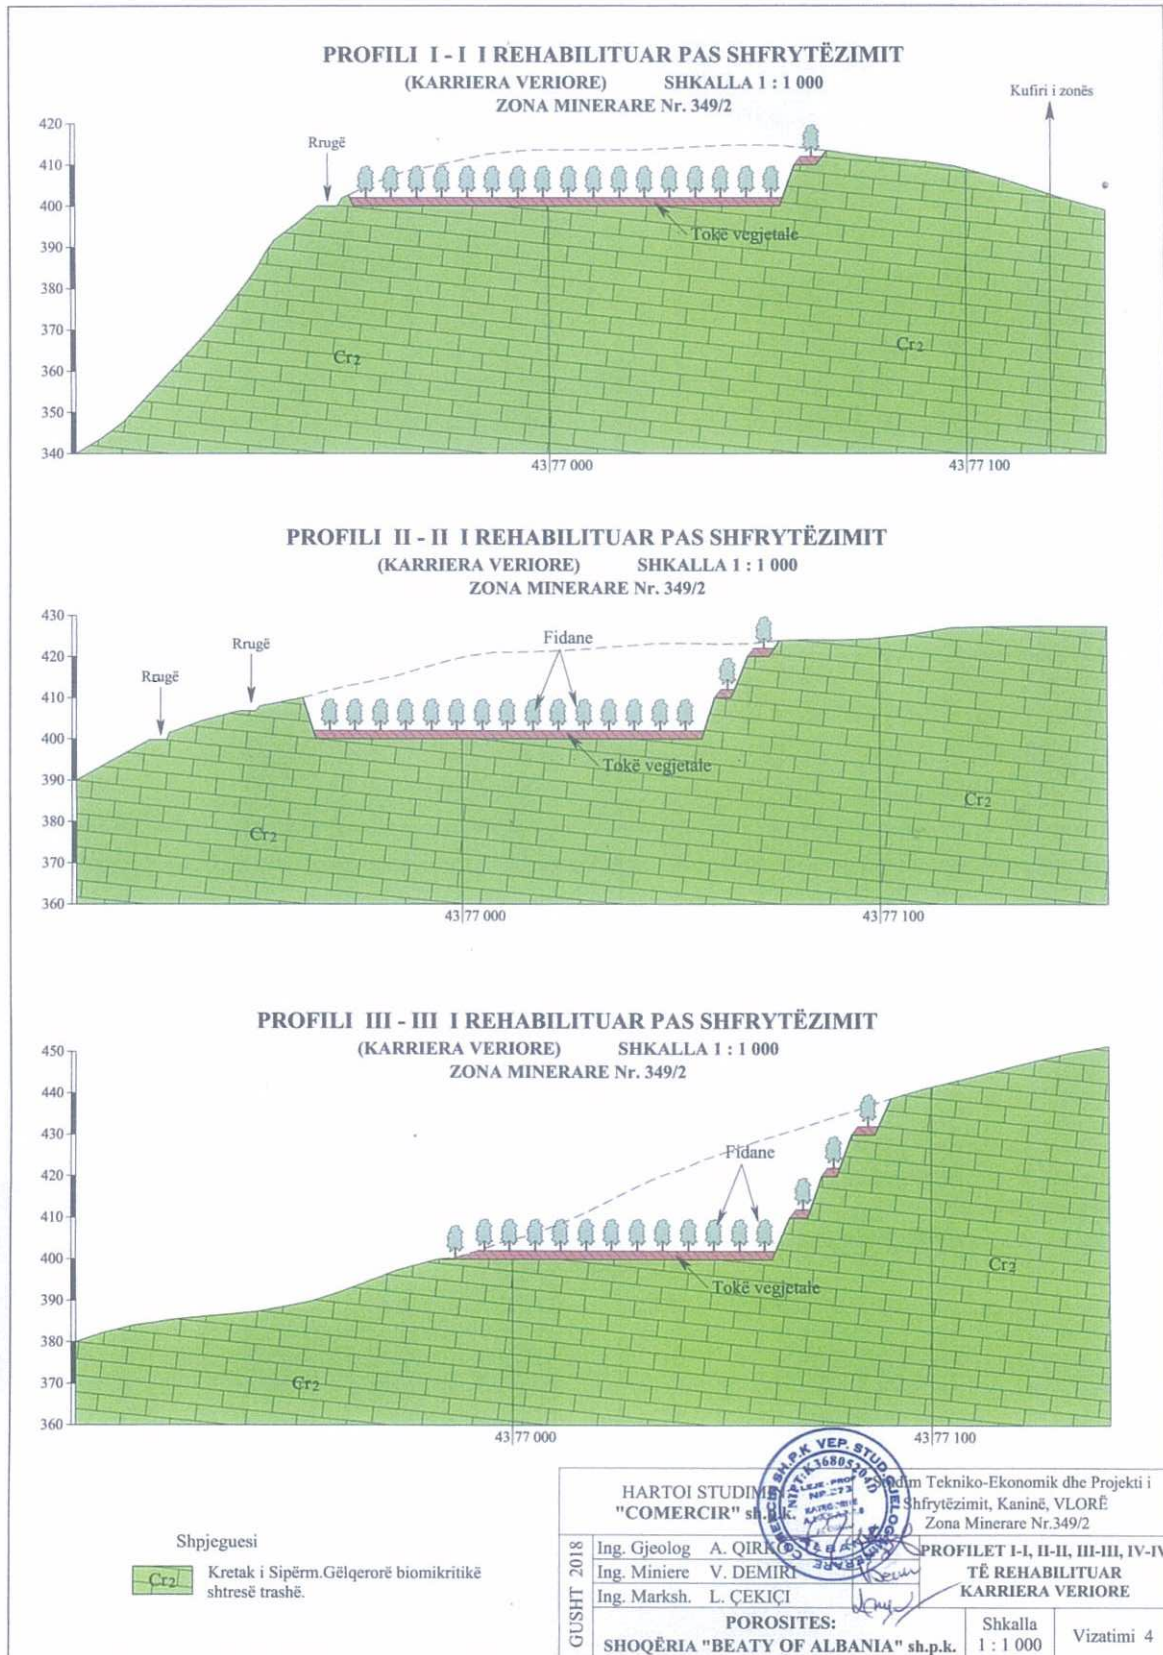 PROFILI I - I I REHABILITUAR PAS SHFRYTËZIMIT
(KARRIERA VERIORE) SHKALLA 1 : 1 000
ZONA MINERARE Nr. 349/2
Kufiri i zonës
Rrugë
420
410
400
390
380
370
360
350
340
Tokë vegjetale
Cr2
Cr2
43 77 000
43 77 100
PROFILI II - II I REHABILITUAR PAS SHFRYTËZIMIT
(KARRIERA VERIORE) SHKALLA 1 : 1 000
ZONA MINERARE Nr. 349/2
430
420
410
400
390
380
370
360
Rrugë
Rrugë
Fidane
Tokë vegjetale
Cr2
Cr2
43 77 000
43 77 100
PROFILI III - III I REHABILITUAR PAS SHFRYTËZIMIT
(KARRIERA VERIORE) SHKALLA 1 : 1 000
ZONA MINERARE Nr. 349/2
450
440
430
420
410
400
390
380
370
360
Fidane
Tokë vegjetale
Cr2
Cr2
43 77 000
43 77 100
Shpjeguesi
Cr2 Kretak i Sipërm.Gëlqerorë biomikritikë
shtresë trashë.
HARTOI
"COMERCIR" sh.p.k.
Tekniko-Ekonomik dhe Projekti i
Shfrytëzimit, Kaninë, VLORË
Zona Minerare Nr.349/2
GUSHT 2018
Ing. Gjeolog A.
Ing. Miniere V. DEMIRI
Ing. Marksh. L. ÇEKIÇI
PROFILET I-I, II-II, III-III, IV-IV
TË REHABILITUAR
KARRIERA VERIORE
POROSITES:
SHOQËRIA "BEATY OF ALBANIA" sh.p.k.
Shkalla
1 : 1 000
Vizatimi 4